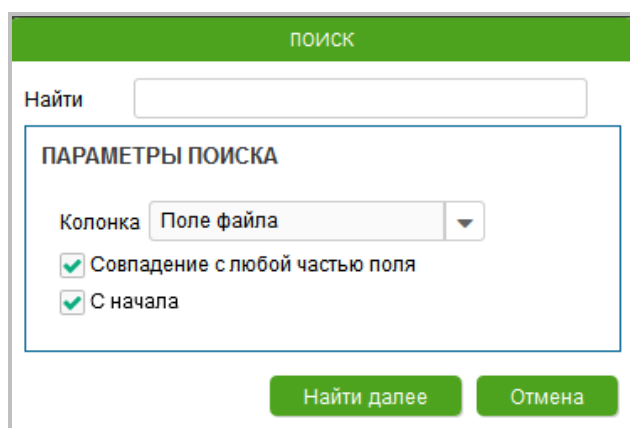 ПОИСК
Найти
ПАРАМЕТРЫ ПОИСКА
Колонка Поле файла
Совпадение с любой частью поля
С начала
Найти далее Отмена